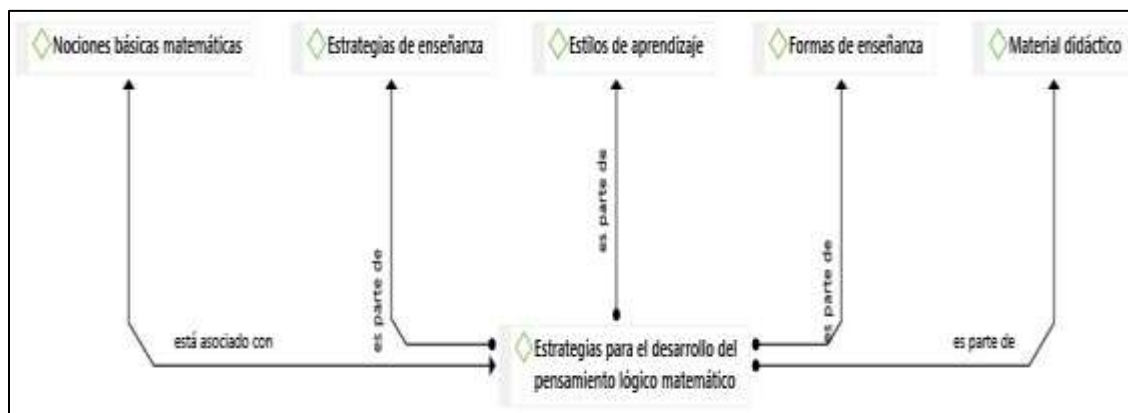 Nociones básicas matemáticas
Estrategias de enseñanza
Estilos de aprendizaje
Formas de enseñanza
Material didáctico
es parte de
es parte de
es parte de
está asociado con
es parte de
Estrategias para el desarrollo del
pensamiento lógico matemático